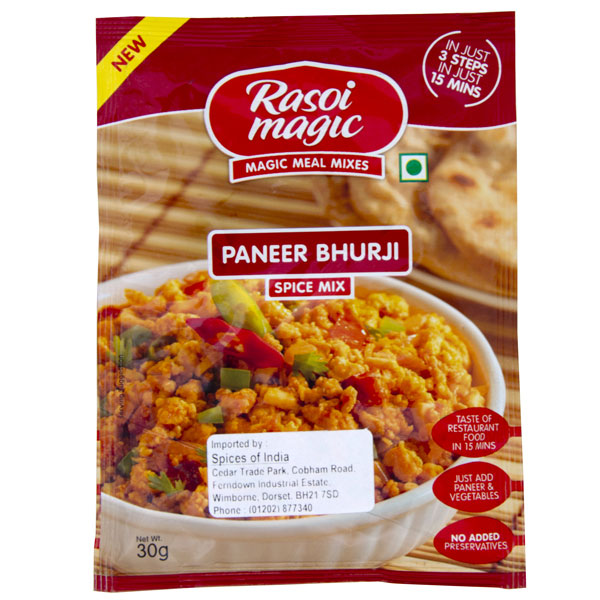 NEW
IN JUST
3 STEPS
IN JUST
15 MINS
Rasoi
magic
MAGIC MEAL MIXES
PANEER BHURJI
SPICE MIX
TASTE OF
RESTAURANT
FOOD
IN 15 MINS
Imported by :
Spices of India
Cedar Trade Park, Cobham Road,
Ferndown Industrial Estate,
Wimborne, Dorset, BH21 7SD
Phone : (01202) 877340
JUST ADD
PANEER &
VEGETABLES
NO ADDED
PRESERVATIVES
Net Wt.
30g